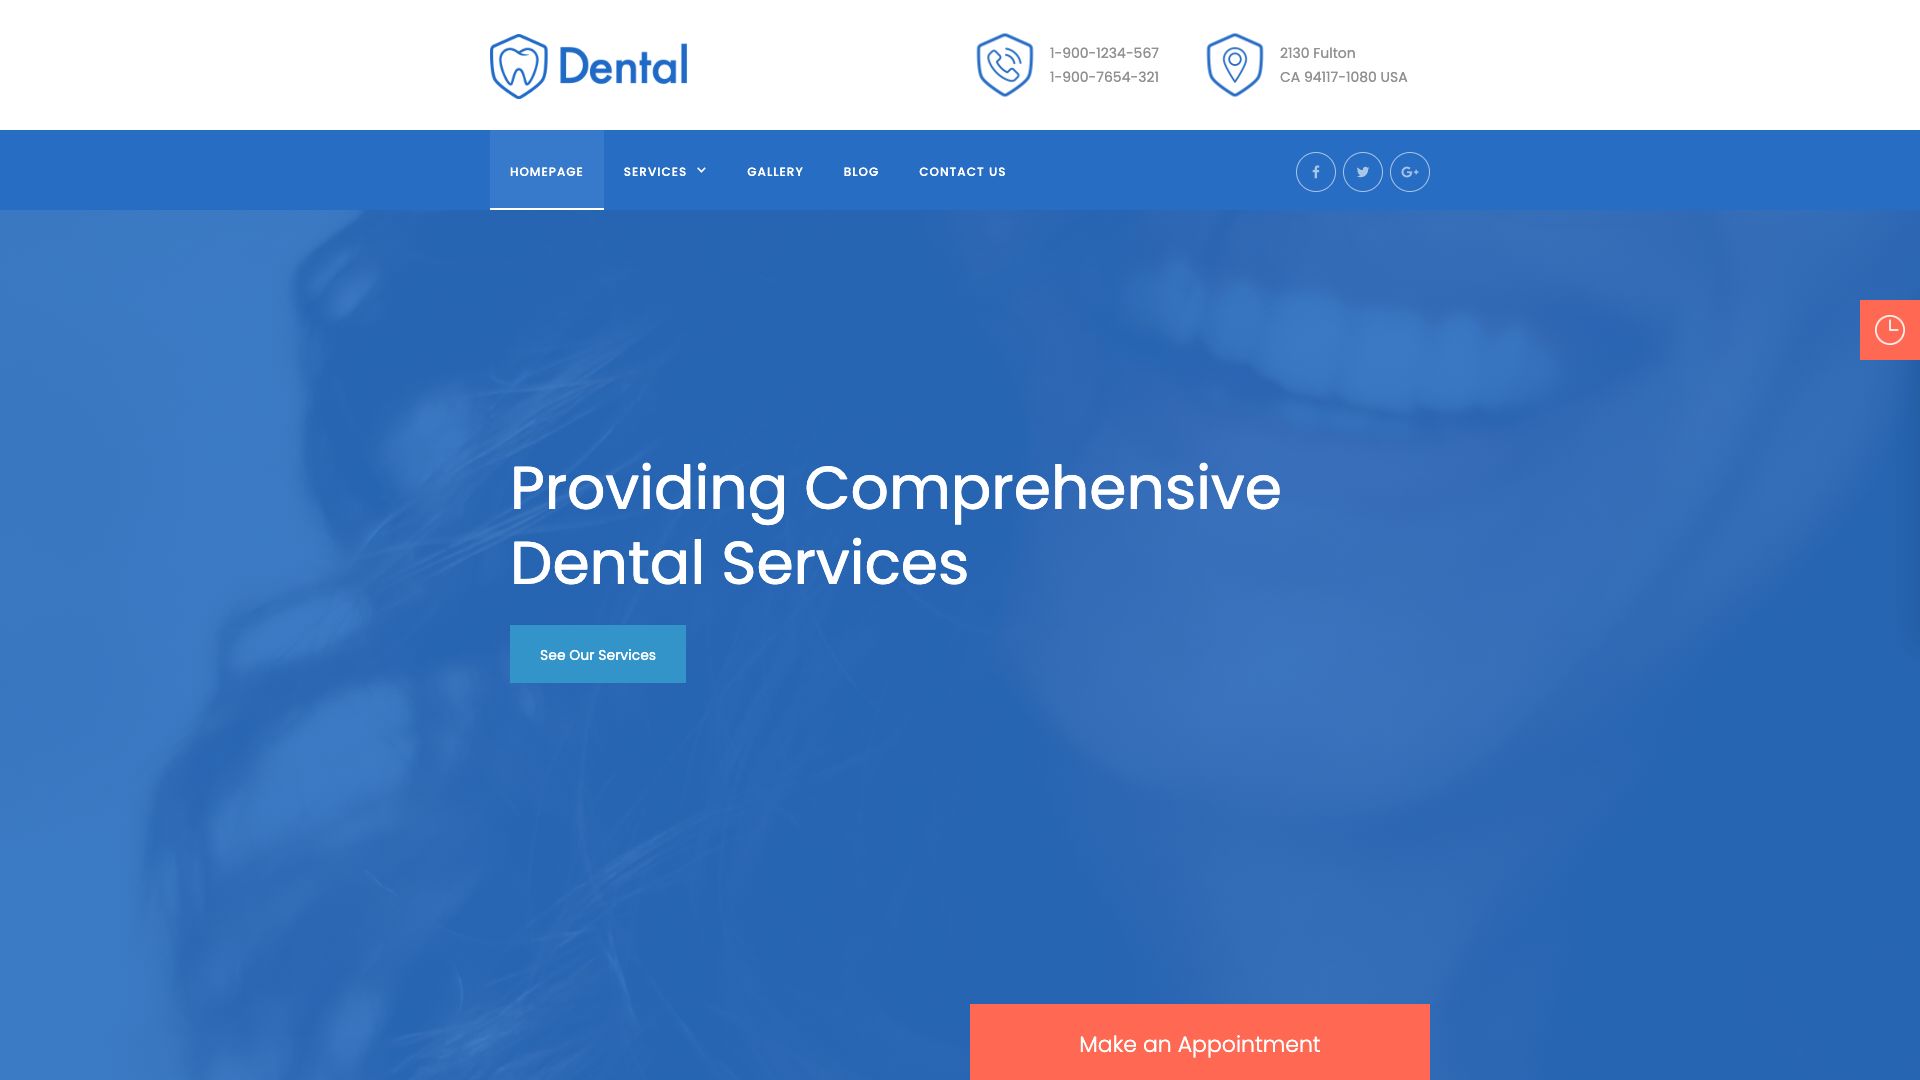 Dental
1-900-1234-567
1-900-7654-321
2130 Fulton
CA 94117-1080 USA
HOMEPAGE
SERVICES
GALLERY
BLOG
CONTACT US
Providing Comprehensive
Dental Services
See Our Services
Make an Appointment